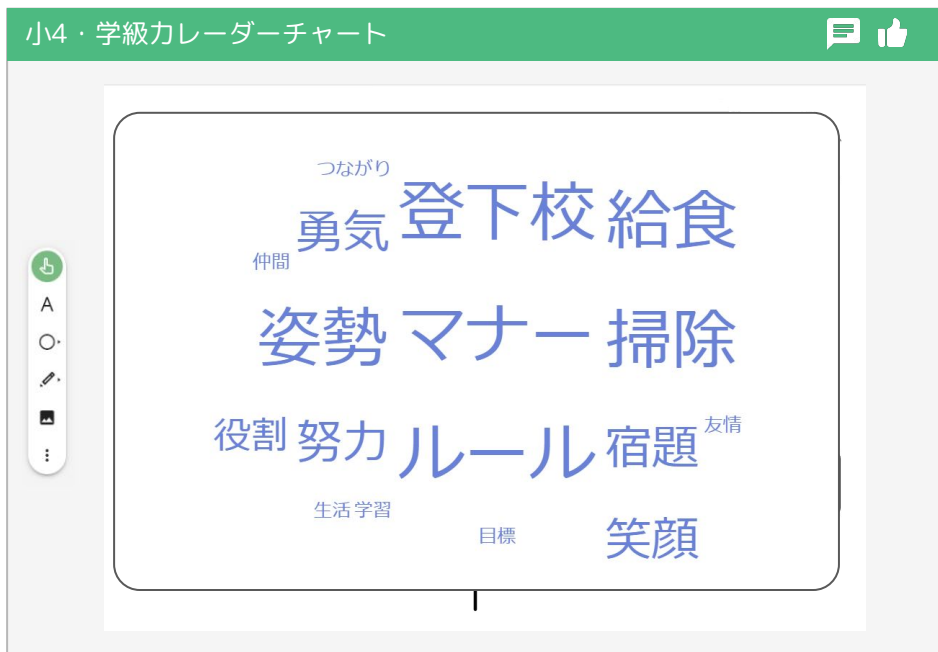 小4・学級力レーダーチャート
つながり
勇気 登下校 給食
仲間
A
姿勢 マナー 掃除
役割 努力 ルール 宿題 友情
生活 学習
目標
笑顔